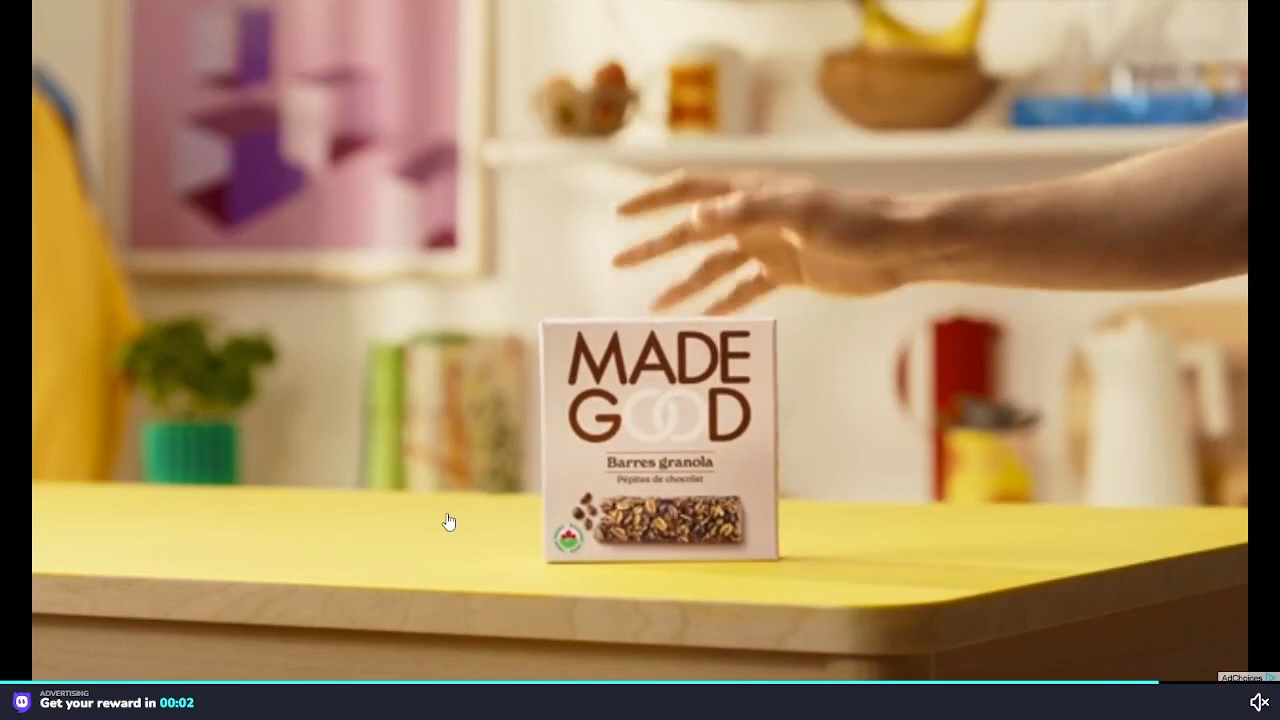 MADE
GOOD
Barres granola
Pépites de chocolat
AdChoices
ADVERTISING
Get your reward in 00:02